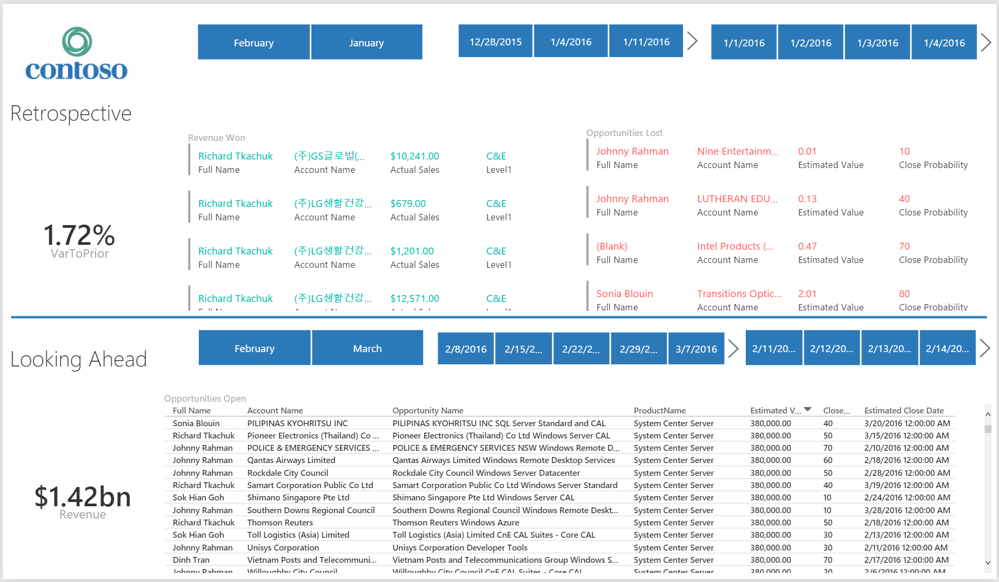 contoso
February January
12/28/2015 1/4/2016 1/11/2016
1/1/2016 1/2/2016 1/3/2016 1/4/2016
Retrospective
1.72%
VarToPrior
Revenue Won
Richard Tkachuk (주)GS글로벌(... $10,241.00 C&E
Full Name Account Name Actual Sales Level1
Richard Tkachuk (주)LG생활건강... $679.00 C&E
Full Name Account Name Actual Sales Level1
Richard Tkachuk (주)LG생활건강... $1,201.00 C&E
Full Name Account Name Actual Sales Level1
Richard Tkachuk (주)LG생활건강... $12,571.00 C&E
Full Name Account Name Actual Sales Level1
Opportunities Lost
Johnny Rahman Nine Entertainm... 0.01 10
Full Name Account Name Estimated Value Close Probability
Johnny Rahman LUTHERAN EDU... 0.13 40
Full Name Account Name Estimated Value Close Probability
(Blank) Intel Products (... 0.47 70
Full Name Account Name Estimated Value Close Probability
Sonia Blouin Transitions Optic... 2.01 80
Full Name Account Name Estimated Value Close Probability
Looking Ahead
February March
2/8/2016 2/15/2... 2/22/2... 2/29/2... 3/7/2016
2/11/20... 2/12/20... 2/13/20... 2/14/20...
$1.42bn
Revenue
Opportunities Open
Full Name Account Name Opportunity Name ProductName Estimated V... Close... Estimated Close Date
Sonia Blouin PILIPINAS KYOHRITSU INC PILIPINAS KYOHRITSU INC SQL Server Standard and CAL System Center Server 380,000.00 40 3/20/2016 12:00:00 AM
Richard Tkachuk Pioneer Electronics (Thailand) Co ... Pioneer Electronics (Thailand) Co Ltd Windows Server CAL System Center Server 380,000.00 50 3/15/2016 12:00:00 AM
Johnny Rahman POLICE & EMERGENCY SERVICES ... POLICE & EMERGENCY SERVICES NSW Windows Remote D... System Center Server 380,000.00 70 2/10/2016 12:00:00 AM
Johnny Rahman Qantas Airways Limited Qantas Airways Limited Windows Remote Desktop Services System Center Server 380,000.00 60 2/18/2016 12:00:00 AM
Johnny Rahman Rockdale City Council Rockdale City Council Windows Server Datacenter System Center Server 380,000.00 50 2/28/2016 12:00:00 AM
Richard Tkachuk Samart Corporation Public Co Ltd Samart Corporation Public Co Ltd Windows Server Standard System Center Server 380,000.00 40 3/19/2016 12:00:00 AM
Sok Hian Goh Shimano Singapore Pte Ltd Shimano Singapore Pte Ltd Windows Server CAL System Center Server 380,000.00 10 2/24/2016 12:00:00 AM
Johnny Rahman Southern Downs Regional Council Southern Downs Regional Council Windows Remote Deskt... System Center Server 380,000.00 10 3/28/2016 12:00:00 AM
Richard Tkachuk Thomson Reuters Thomson Reuters Windows Azure System Center Server 380,000.00 50 2/18/2016 12:00:00 AM
Sok Hian Goh Toll Logistics (Asia) Limited Toll Logistics (Asia) Limited CnE CAL Suites - Core CAL System Center Server 380,000.00 30 2/13/2016 12:00:00 AM
Johnny Rahman Unisys Corporation Unisys Corporation Developer Tools System Center Server 380,000.00 30 2/11/2016 12:00:00 AM
Dinh Tran Vietnam Posts and Telecommuni... Vietnam Posts and Telecommunications Group Windows S... System Center Server 380,000.00 70 2/17/2016 12:00:00 AM
Johnny Rahman Willoughby City Council Willoughby City Council CnE CAL Suites - Core CAL System Center Server 380,000.00 20 2/6/2016 12:00:00 AM